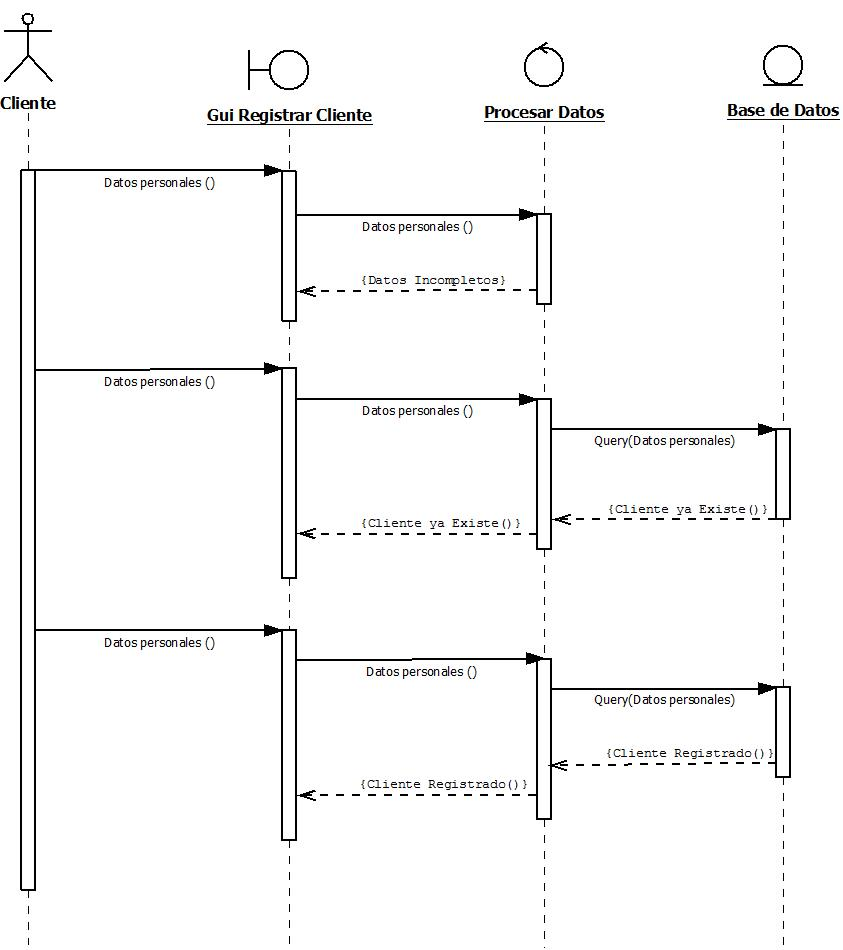 Cliente
Gui Registrar Cliente
Procesar Datos
Base de Datos
Datos personales ()
Datos personales ()
{Datos Incompletos}
Datos personales ()
Datos personales ()
Query(Datos personales)
{Cliente ya Existe()}
{Cliente ya Existe()}
Datos personales ()
Datos personales ()
Query(Datos personales)
{Cliente Registrado()}
{Cliente Registrado()}